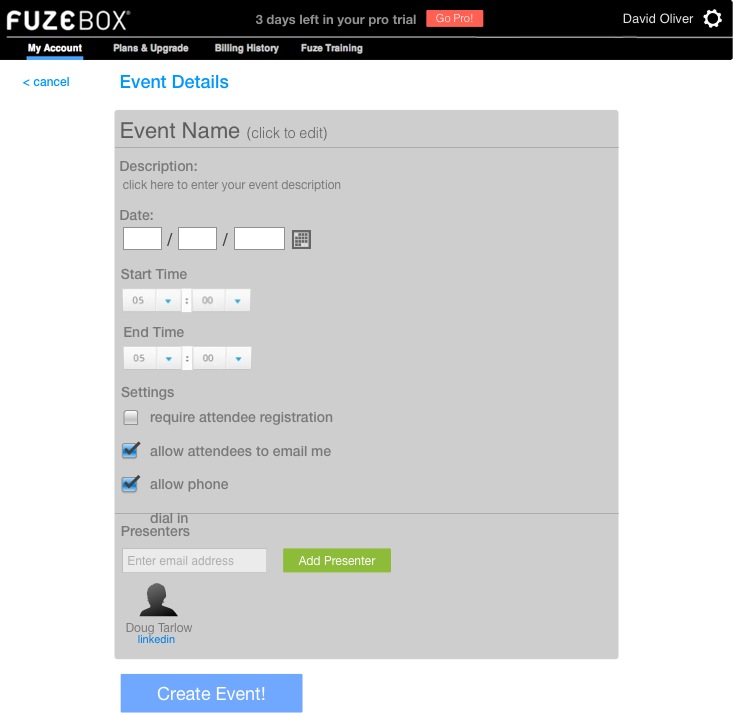 FUZEBOX®
3 days left in your pro trial
Go Pro!
David Oliver
My Account
Plans & Upgrade
Billing History
Fuze Training
< cancel
Event Details
Event Name (click to edit)
Description:
click here to enter your event description
Date:
/ /
Start Time
05 : 00
End Time
05 : 00
Settings
require attendee registration
allow attendees to email me
allow phone
dial in
Presenters
Enter email address
Add Presenter
Doug Tarlow
linkedin
Create Event!